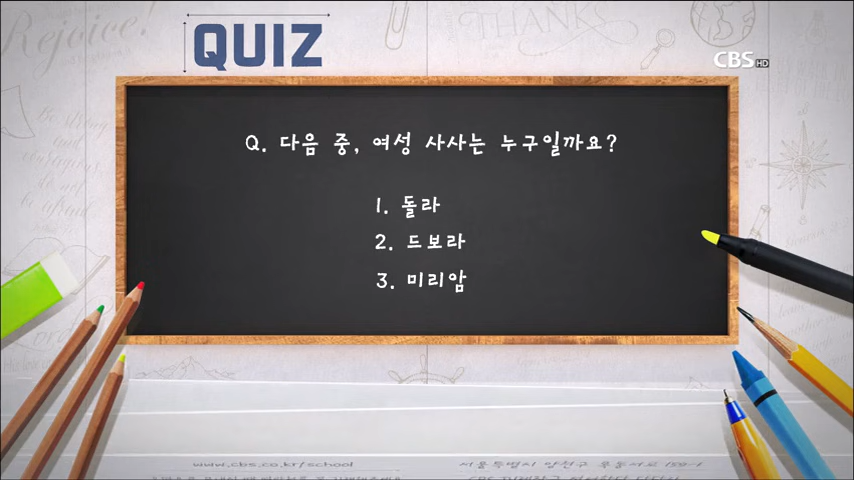 QUIZ
CBS HD
Q. 다음 중, 여성 사사는 누구일까요?
1. 돌라
2. 드보라
3. 미리암
www.cbs.co.kr/school